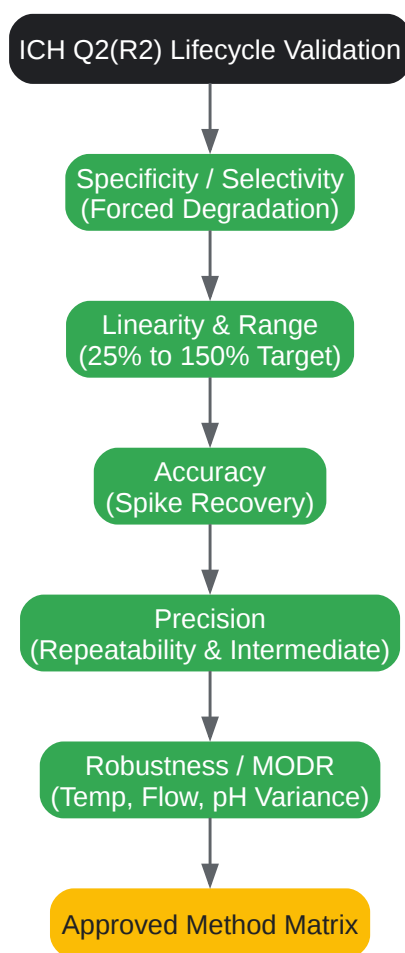 ICH Q2(R2) Lifecycle Validation
Specificity / Selectivity
(Forced Degradation)
Linearity & Range
(25% to 150% Target)
Accuracy
(Spike Recovery)
Precision
(Repeatability & Intermediate)
Robustness / MODR
(Temp, Flow, pH Variance)
Approved Method Matrix